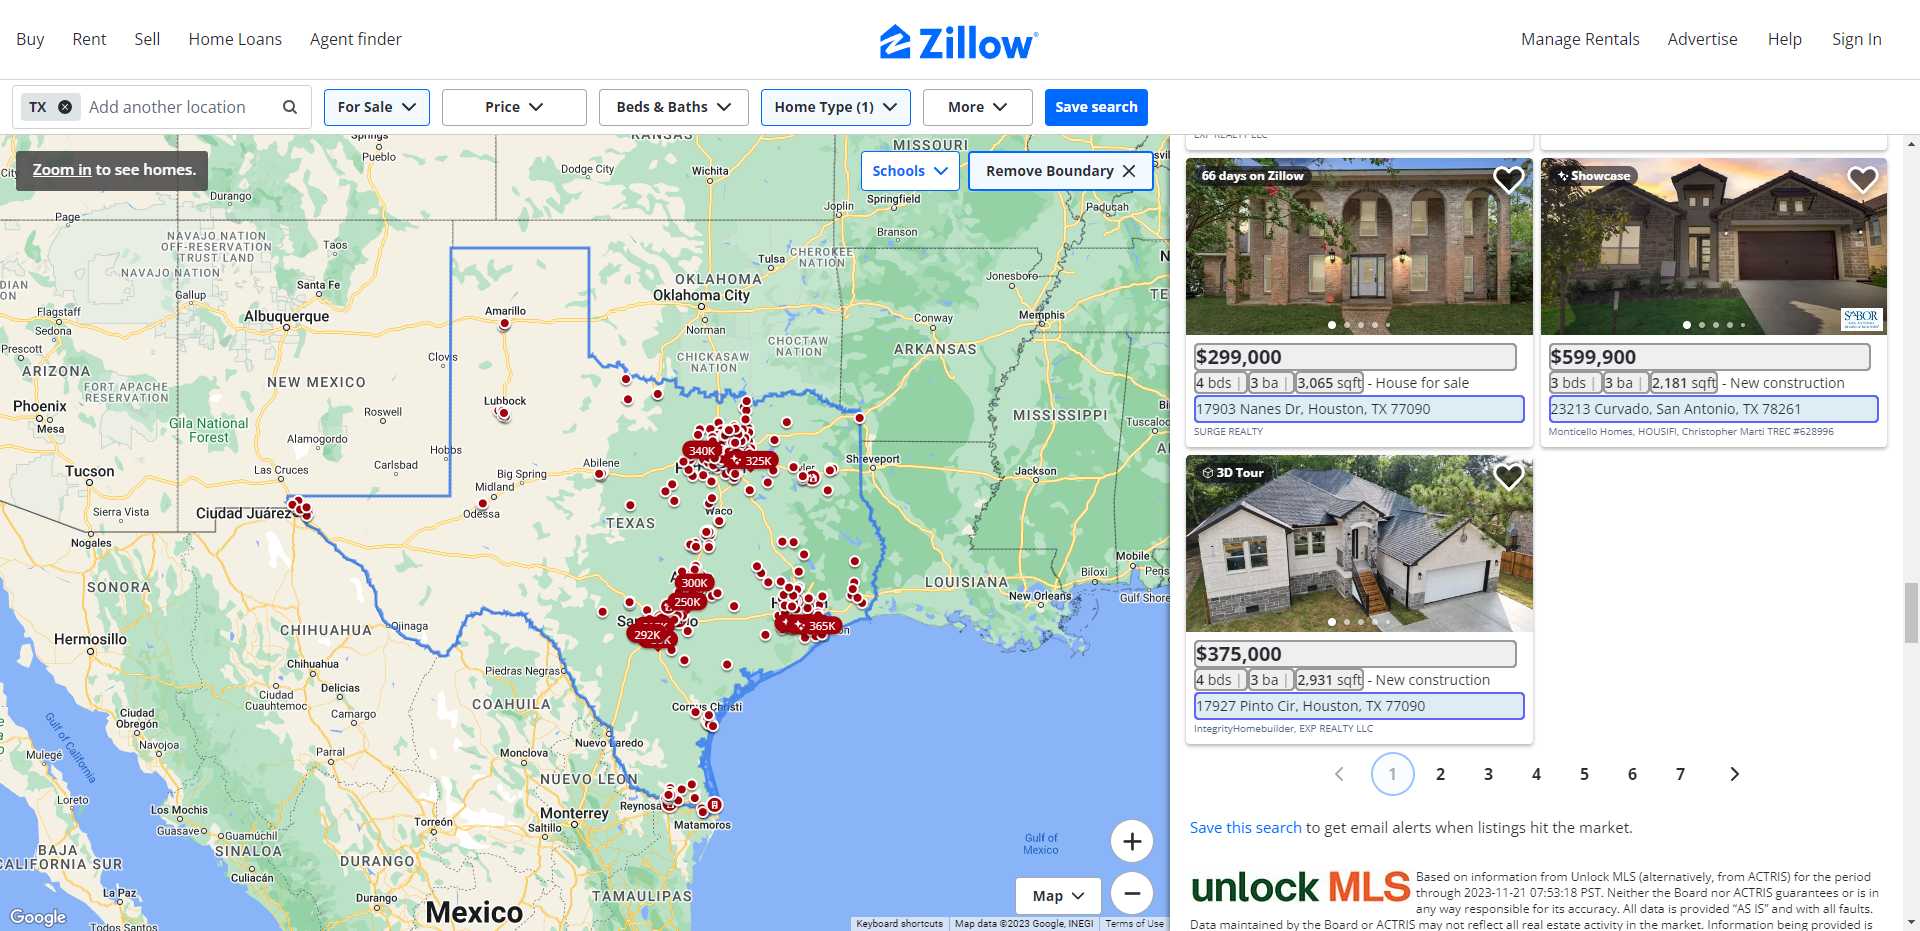 Buy
Rent
Sell
Home Loans
Agent finder
Zillow
Manage Rentals
Advertise
Help
Sign In
TX
Add another location
For Sale
Price
Beds & Baths
Home Type (1)
More
Save search
Zoom in to see homes.
Schools
Remove Boundary
KANSAS
MISSOURI
Springs
Pueblo
Dodge City
Wichita
Joplin
Springfield
Branson
Paducah
Durango
Page
NAVAJO NATION
OFF-RESERVATION
TRUST LAND
NAVAJO NATION
Taos
Gallup
Santa Fe
Flagstaff
Sedona
Albuquerque
Prescott
ARIZONA
FORT APACHE
RESERVATION
NEW MEXICO
Phoenix
Mesa
Gila National
Forest
Roswell
Alamogordo
Clovis
Hobbs
Carlsbad
Las Cruces
Tucson
Sierra Vista
Nogales
Ciudad Juárez
Amarillo
Lubbock
Tulsa
CHEROKEE
NATION
OKLAHOMA
Oklahoma City
Norman
CHICKASAW
NATION
CHOCTAW
NATION
Jonesboro
Memphis
Conway
ARKANSAS
MISSISSIPPI
Tuscaloo
Jackson
Shreveport
LOUISIANA
New Orleans
Mobile
Biloxi
Pens
Gulf Shore
Abilene
Big Spring
Midland
Odessa
TEXAS
Waco
340K
325K
300K
250K
292K
365K
Corpus Christi
SONORA
Hermosillo
CHIHUAHUA
Chihuahua
Ojinaga
Delicias
Ciudad
Cuauhtemoc
Camargo
Ciudad
Obregón
Navojoa
Gulf of California
Mulegé
Loreto
Parral
Piedras Negras
COAHUILA
Nuevo Laredo
Monclova
NUEVO LEON
Reynosa
Matamoros
Monterrey
Saltillo
Torreón
Los Mochis
Guasave
Guamúchil
SINALOA
Culiacán
BAJA
CALIFORNIA SUR
La Paz
DURANGO
Durango
TAMAULIPAS
Mexico
Todos Santos
Gulf of
Mexico
Map
Google
Keyboard shortcuts
Map data ©2023 Google, INEGI
Terms of Use
EXP REALTY LLC
66 days on Zillow
$299,000
4 bds | 3 ba | 3,065 sqft - House for sale
17903 Nanes Dr, Houston, TX 77090
SURGE REALTY
Showcase
SABOR
$599,900
3 bds | 3 ba | 2,181 sqft - New construction
23213 Curvado, San Antonio, TX 78261
Monticello Homes, HOUSIFI, Christopher Marti TREC #628996
3D Tour
$375,000
4 bds | 3 ba | 2,931 sqft - New construction
17927 Pinto Cir, Houston, TX 77090
IntegrityHomebuilder, EXP REALTY LLC
1 2 3 4 5 6 7
Save this search to get email alerts when listings hit the market.
unlock MLS
Based on information from Unlock MLS (alternatively, from ACTRIS) for the period
through 2023-11-21 07:53:18 PST. Neither the Board nor ACTRIS guarantees or is in
any way responsible for its accuracy. All data is provided “AS IS” and with all faults.
Data maintained by the Board or ACTRIS may not reflect all real estate activity in the market. Information being provided is